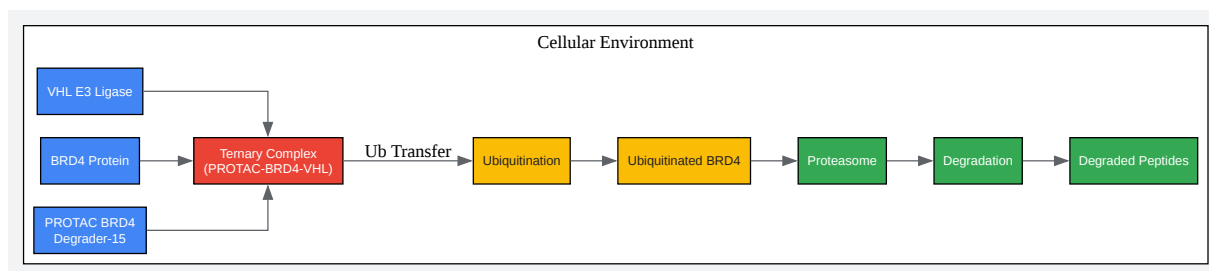 Cellular Environment
VHL E3 Ligase
BRD4 Protein
PROTAC BRD4
Degrader-15
Ternary Complex
(PROTAC-BRD4-VHL)
Ub Transfer
Ubiquitination
Ubiquitinated BRD4
Proteasome
Degradation
Degraded Peptides